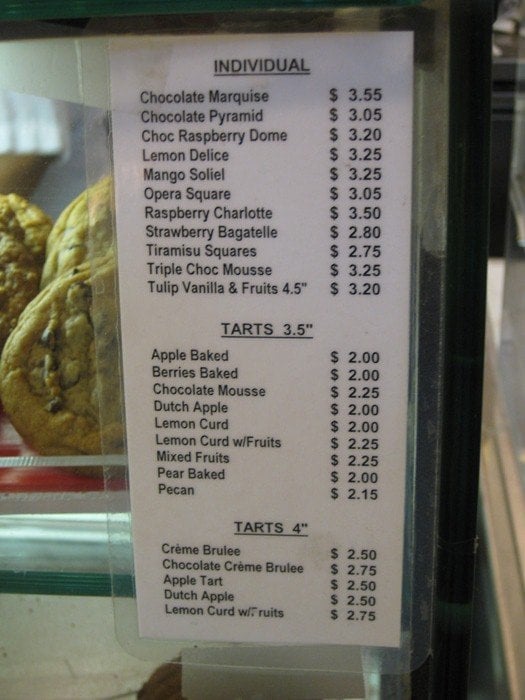 INDIVIDUAL
Chocolate Marquise $ 3.55
Chocolate Pyramid $ 3.05
Choc Raspberry Dome $ 3.20
Lemon Delice $ 3.25
Mango Soliel $ 3.25
Opera Square $ 3.05
Raspberry Charlotte $ 3.50
Strawberry Bagatelle $ 2.80
Tiramisu Squares $ 2.75
Triple Choc Mousse $ 3.25
Tulip Vanilla & Fruits 4.5" $ 3.20
TARTS 3.5"
Apple Baked $ 2.00
Berries Baked $ 2.00
Chocolate Mousse $ 2.25
Dutch Apple $ 2.00
Lemon Curd $ 2.00
Lemon Curd w/Fruits $ 2.25
Mixed Fruits $ 2.25
Pear Baked $ 2.00
Pecan $ 2.15
TARTS 4"
Crème Brulee $ 2.50
Chocolate Crème Brulee $ 2.75
Apple Tart $ 2.50
Dutch Apple $ 2.50
Lemon Curd w/Fruits $ 2.75